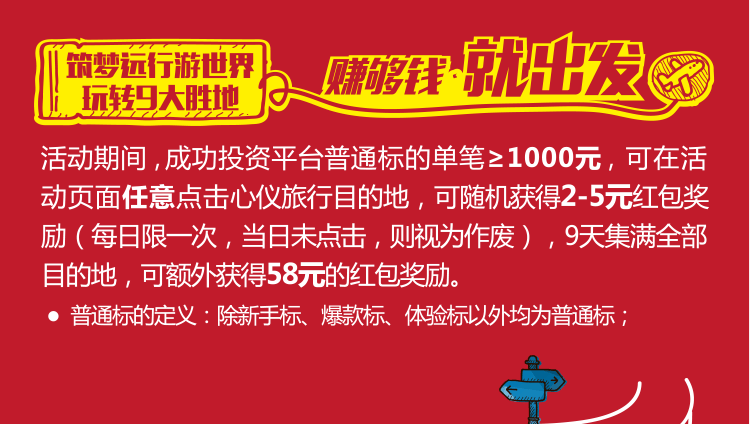 筑梦远行游世界
玩转9大胜地
赚够钱·就出发
活动期间，成功投资平台普通标的单笔≥1000元，可在活
动页面任意点击心仪旅行目的地，可随机获得2-5元红包奖
励（每日限一次，当日未点击，则视为作废），9天集满全部
目的地，可额外获得58元的红包奖励。
● 普通标的定义：除新手标、爆款标、体验标以外均为普通标；